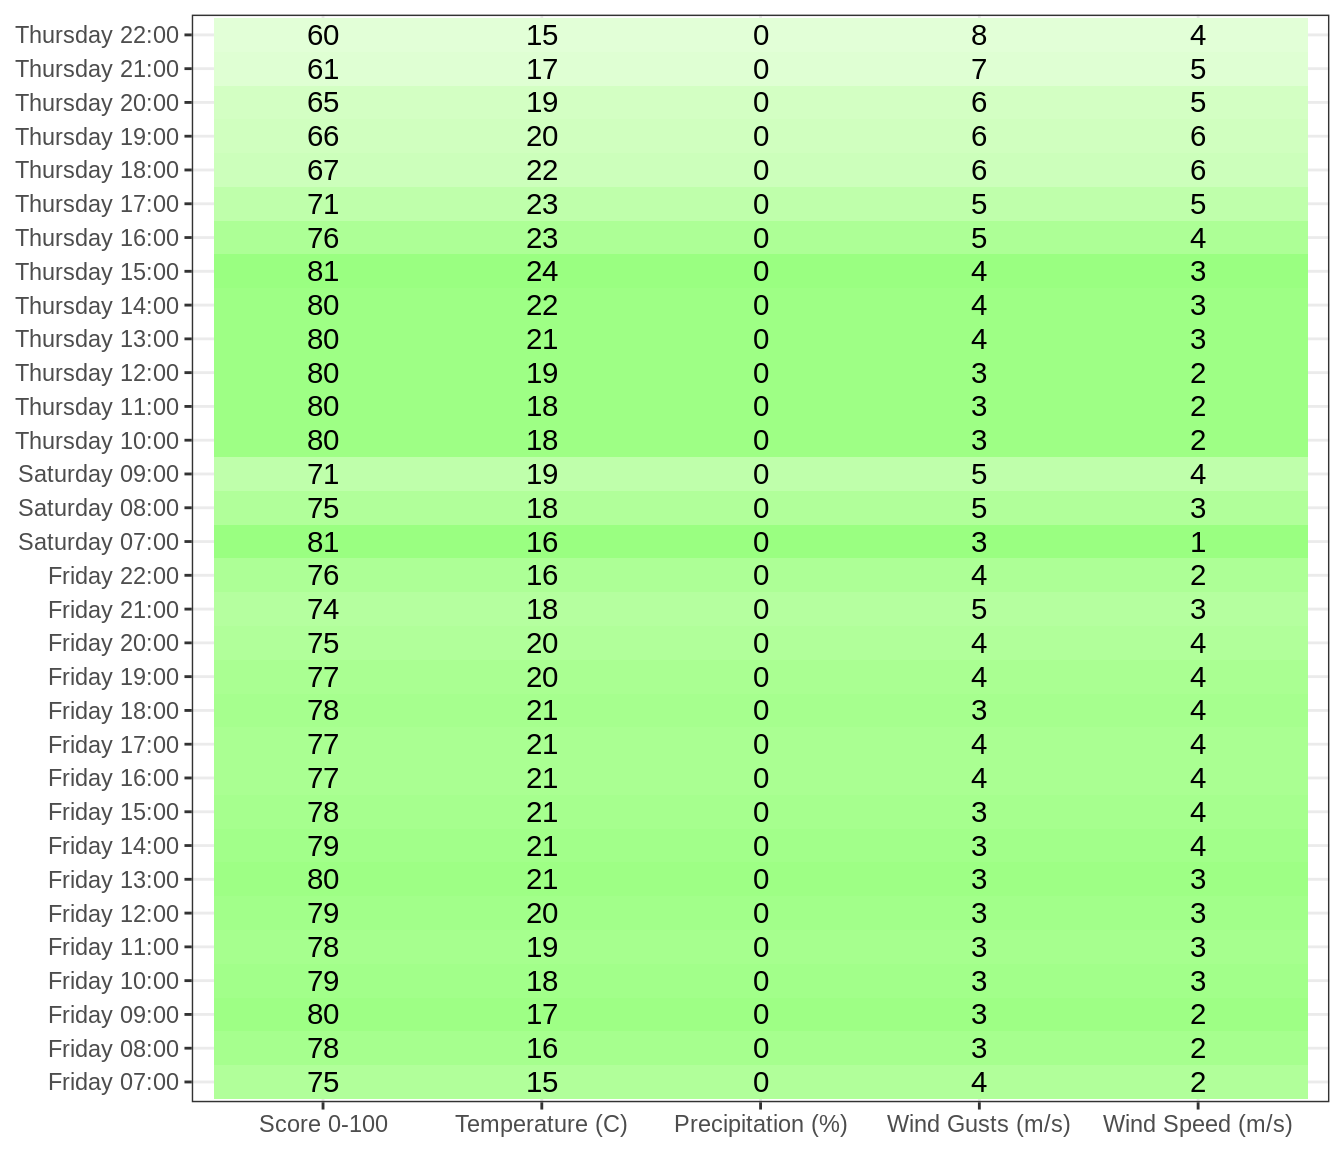 Thursday 22:00 60 15 0 8 4
Thursday 21:00 61 17 0 7 5
Thursday 20:00 65 19 0 6 5
Thursday 19:00 66 20 0 6 6
Thursday 18:00 67 22 0 6 6
Thursday 17:00 71 23 0 5 5
Thursday 16:00 76 23 0 5 4
Thursday 15:00 81 24 0 4 3
Thursday 14:00 80 22 0 4 3
Thursday 13:00 80 21 0 4 3
Thursday 12:00 80 19 0 3 2
Thursday 11:00 80 18 0 3 2
Thursday 10:00 80 18 0 3 2
Saturday 09:00 71 19 0 5 4
Saturday 08:00 75 18 0 5 3
Saturday 07:00 81 16 0 3 1
Friday 22:00 76 16 0 4 2
Friday 21:00 74 18 0 5 3
Friday 20:00 75 20 0 4 4
Friday 19:00 77 20 0 4 4
Friday 18:00 78 21 0 3 4
Friday 17:00 77 21 0 4 4
Friday 16:00 77 21 0 4 4
Friday 15:00 78 21 0 3 4
Friday 14:00 79 21 0 3 4
Friday 13:00 80 21 0 3 3
Friday 12:00 79 20 0 3 3
Friday 11:00 78 19 0 3 3
Friday 10:00 79 18 0 3 3
Friday 09:00 80 17 0 3 2
Friday 08:00 78 16 0 3 2
Friday 07:00 75 15 0 4 2
Score 0-100 Temperature (C) Precipitation (%) Wind Gusts (m/s) Wind Speed (m/s)